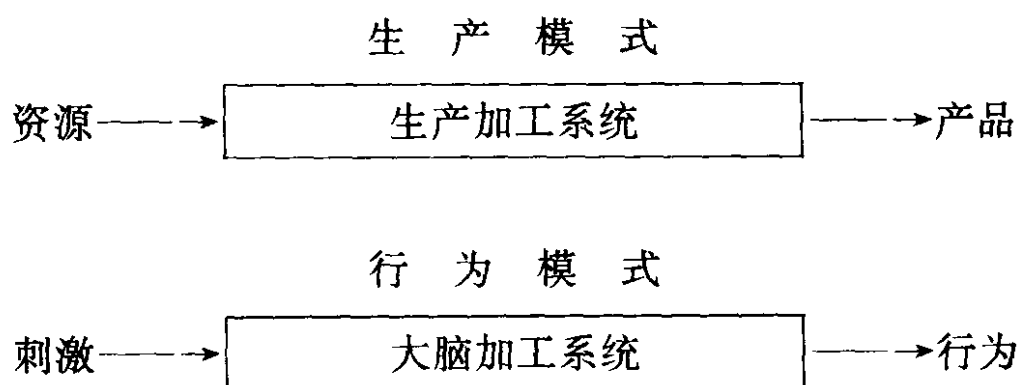 生产模式
资源 生产加工系统 产品
行为模式
刺激 大脑加工系统 行为